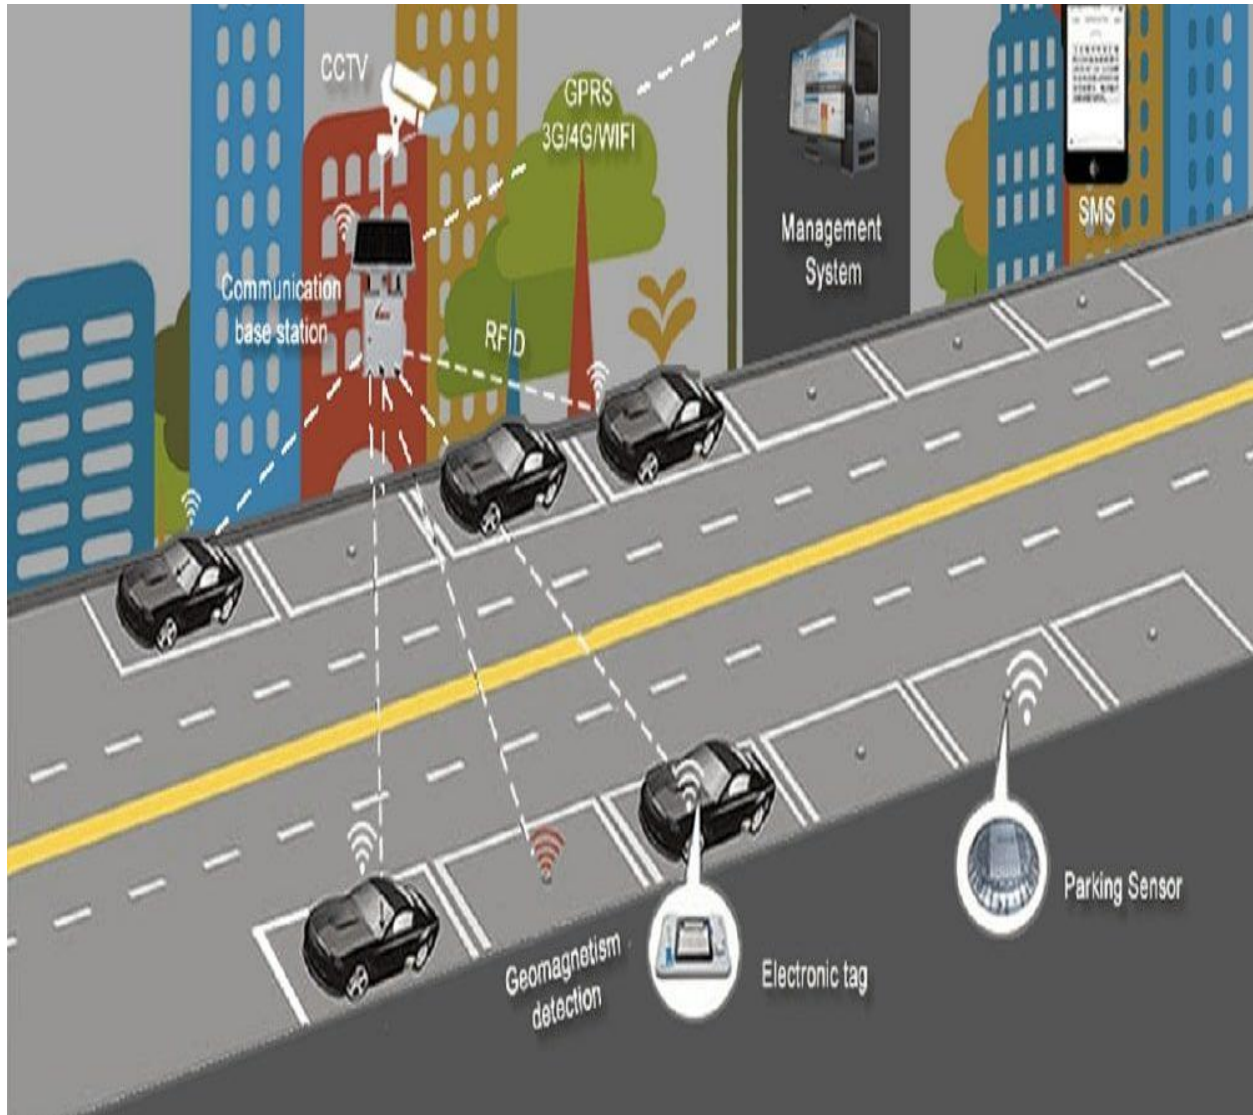 CCTV
GPRS
3G/4G/WIFI
Management
System
SMS
Communication
base station
RFID
Parking Sensor
Geomagnetism
detection
Electronic tag